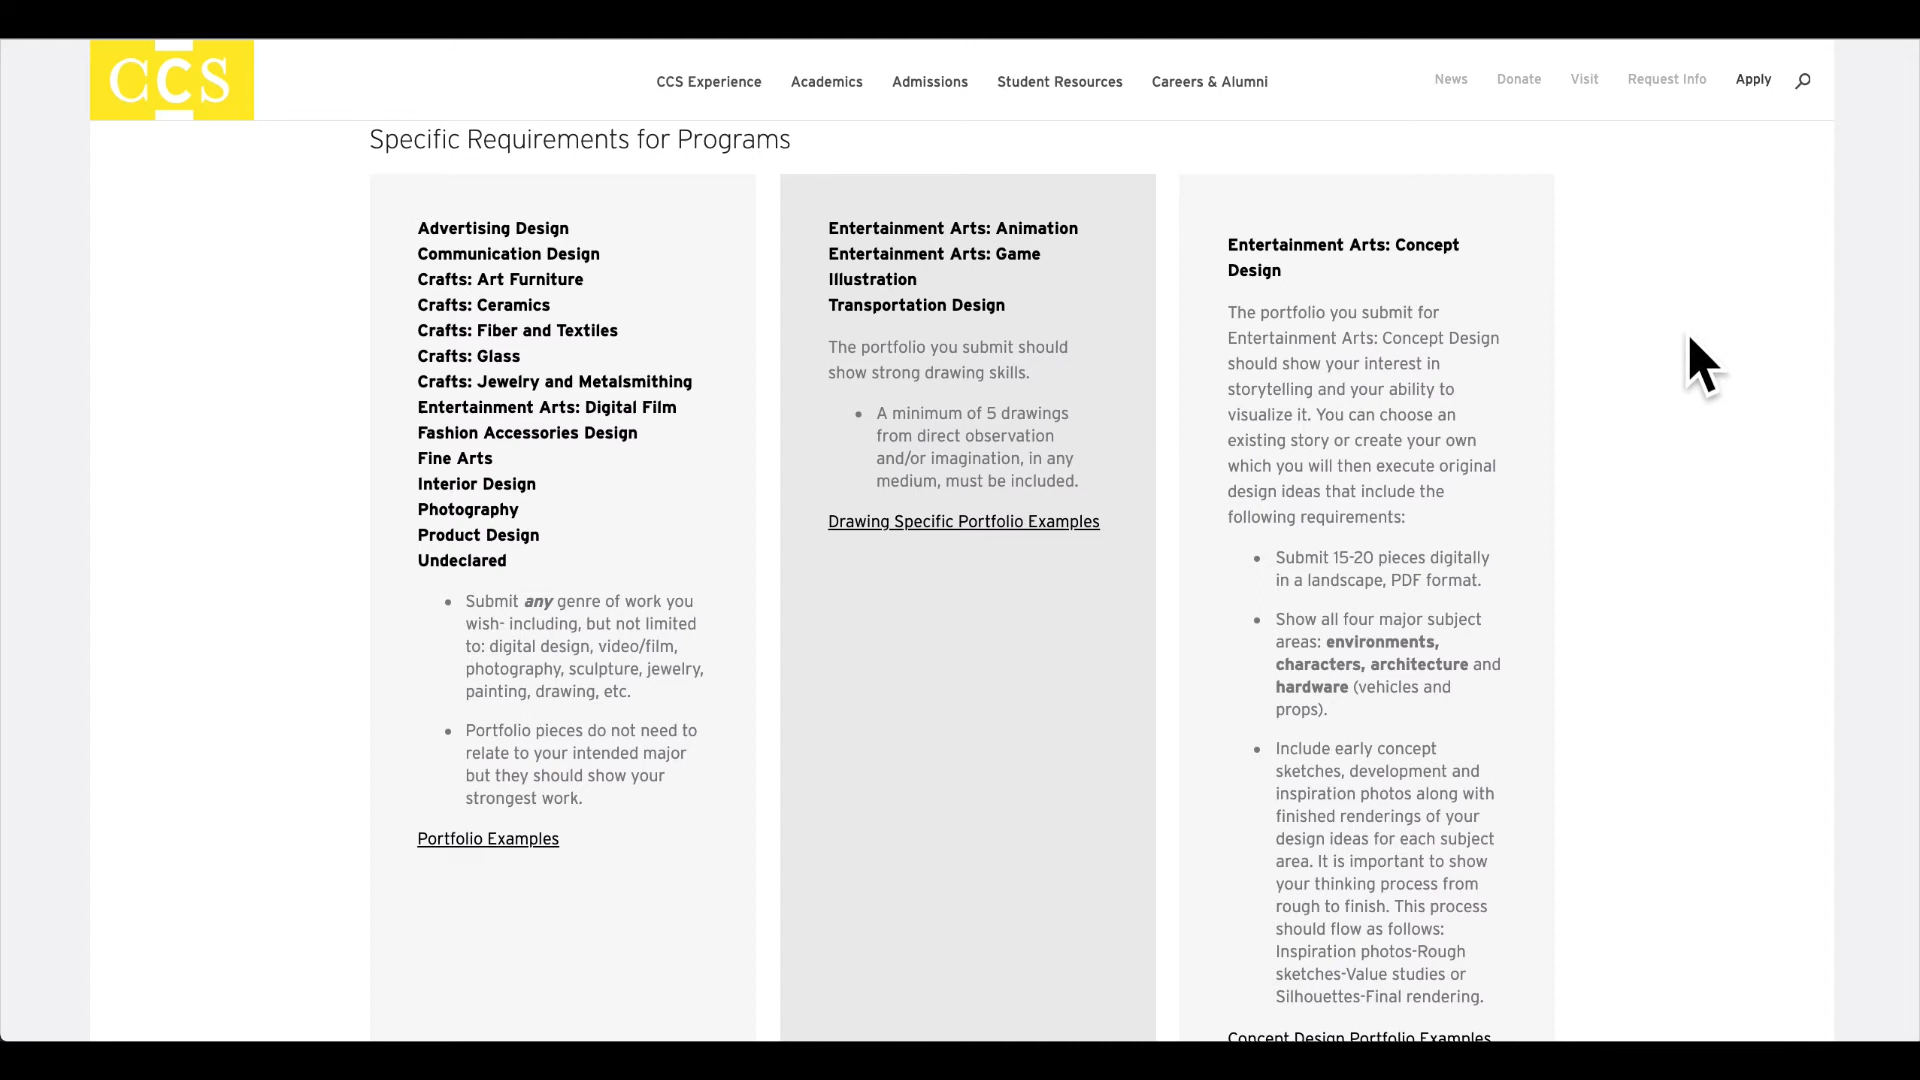 CCS
CCS Experience
Academics
Admissions
Student Resources
Careers & Alumni
News
Donate
Visit
Request Info
Apply
Specific Requirements for Programs
Advertising Design
Communication Design
Crafts: Art Furniture
Crafts: Ceramics
Crafts: Fiber and Textiles
Crafts: Glass
Crafts: Jewelry and Metalsmithing
Entertainment Arts: Digital Film
Fashion Accessories Design
Fine Arts
Interior Design
Photography
Product Design
Undeclared
Submit any genre of work you
wish- including, but not limited
to: digital design, video/film,
photography, sculpture, jewelry,
painting, drawing, etc.
Portfolio pieces do not need to
relate to your intended major
but they should show your
strongest work.
Portfolio Examples
Entertainment Arts: Animation
Entertainment Arts: Game
Illustration
Transportation Design
The portfolio you submit should
show strong drawing skills.
A minimum of 5 drawings
from direct observation
and/or imagination, in any
medium, must be included.
Drawing Specific Portfolio Examples
Entertainment Arts: Concept
Design
The portfolio you submit for
Entertainment Arts: Concept Design
should show your interest in
storytelling and your ability to
visualize it. You can choose an
existing story or create your own
which you will then execute original
design ideas that include the
following requirements:
Submit 15-20 pieces digitally
in a landscape, PDF format.
Show all four major subject
areas: environments,
characters, architecture and
hardware (vehicles and
props).
Include early concept
sketches, development and
inspiration photos along with
finished renderings of your
design ideas for each subject
area. It is important to show
your thinking process from
rough to finish. This process
should flow as follows:
Inspiration photos-Rough
sketches-Value studies or
Silhouettes-Final rendering.
Concept Design Portfolio Examples